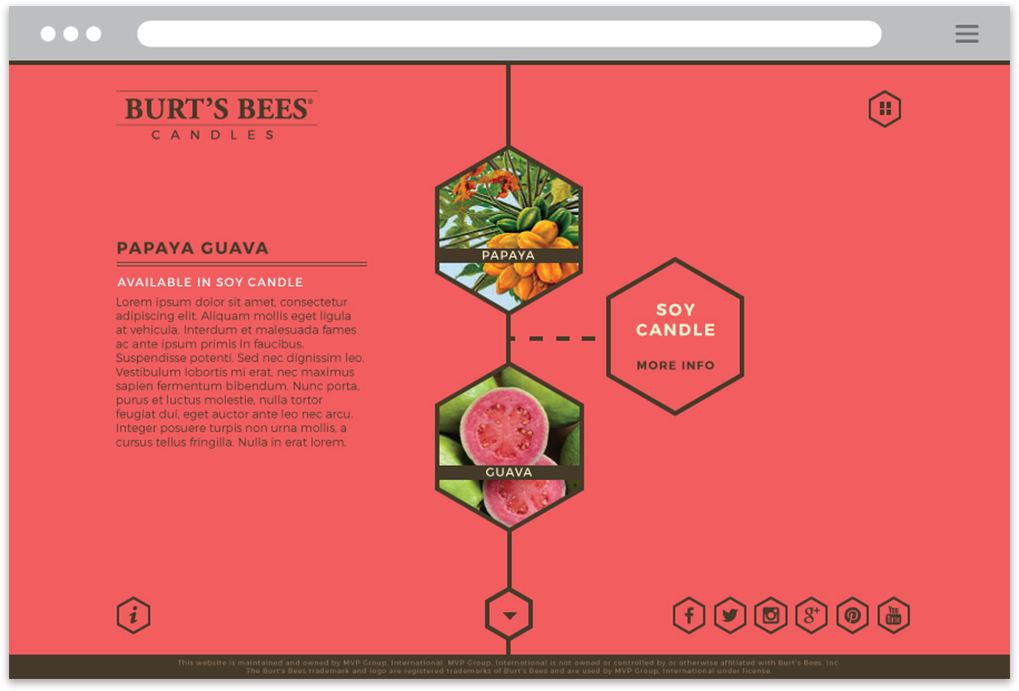 BURT'S BEES®
CANDLES
PAPAYA GUAVA
AVAILABLE IN SOY CANDLE
Lorem ipsum dolor sit amet, consectetur
adipiscing elit. Aliquam mollis eget ligula
at vehicula. Interdum et malesuada fames
ac ante ipsum primis in faucibus.
Suspendisse potenti. Sed nec dignissim leo.
Vestibulum lobortis mi erat, nec maximus
sapien fermentum bibendum. Nunc porta,
purus et luctus molestie, nulla tortor
feugiat dui, eget auctor ante leo nec arcu.
Integer posuere turpis non urna mollis, a
cursus tellus fringilla. Nulla in erat lorem.
PAPAYA
SOY
CANDLE
MORE INFO
GUAVA
i
f
g+
You
Tube
This website is maintained and owned by MVP Group, International. MVP Group, International is not owned or controlled by or otherwise affiliated with Burt's Bees, Inc.
The Burt's Bees trademark and logo are registered trademarks of Burt's Bees and are used by MVP Group, International under license.